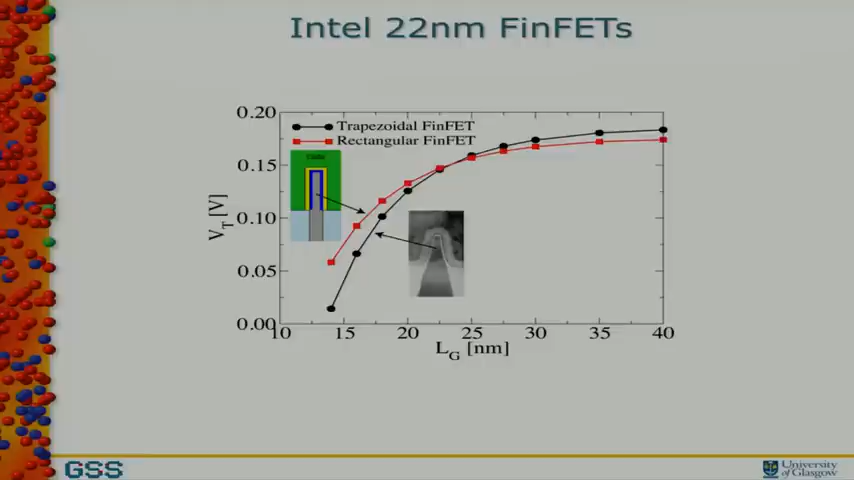 Intel 22nm FinFETs
0.20
Trapezoidal FinFET
Rectangular FinFET
0.15
V_T [V]
0.10
0.05
0.00
10 15 20 25 30 35 40
L_G [nm]
GSS
University
of Glasgow